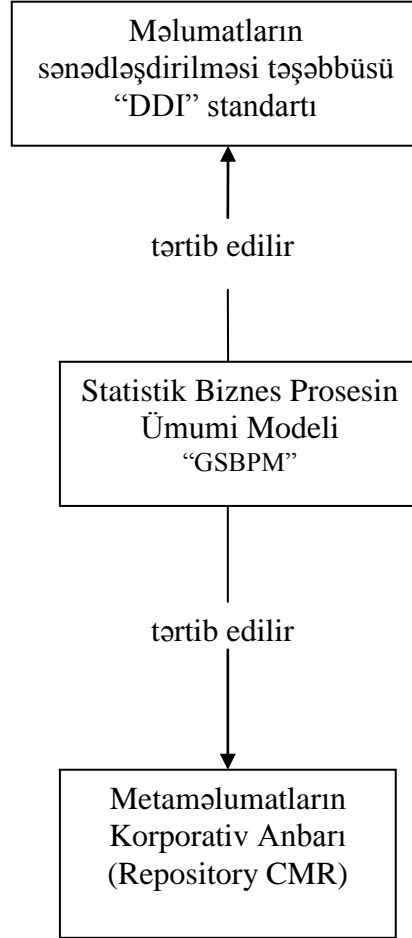 Məlumatların
sənədləşdirilməsi təşəbbüsü
“DDI” standartı
tərtib edilir
Statistik Biznes Prosesin
Ümumi Modeli
“GSBPM”
tərtib edilir
Metaməlumatların
Korporativ Anbarı
(Repository CMR)